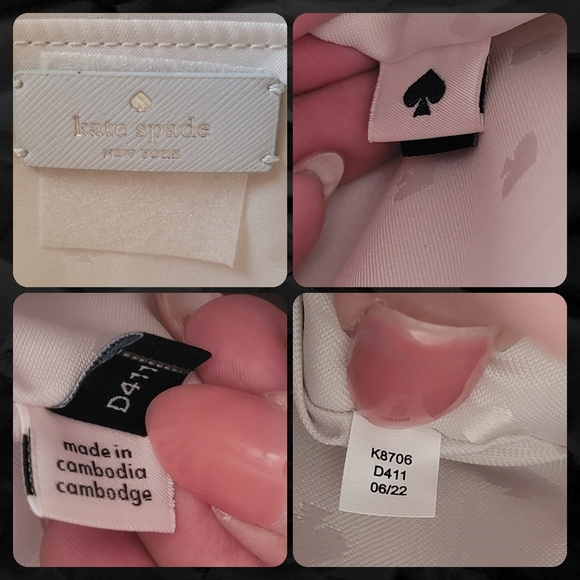 kate spade
NEW YORK
D411
made in
cambodia
cambodge
K8706
D411
06/22